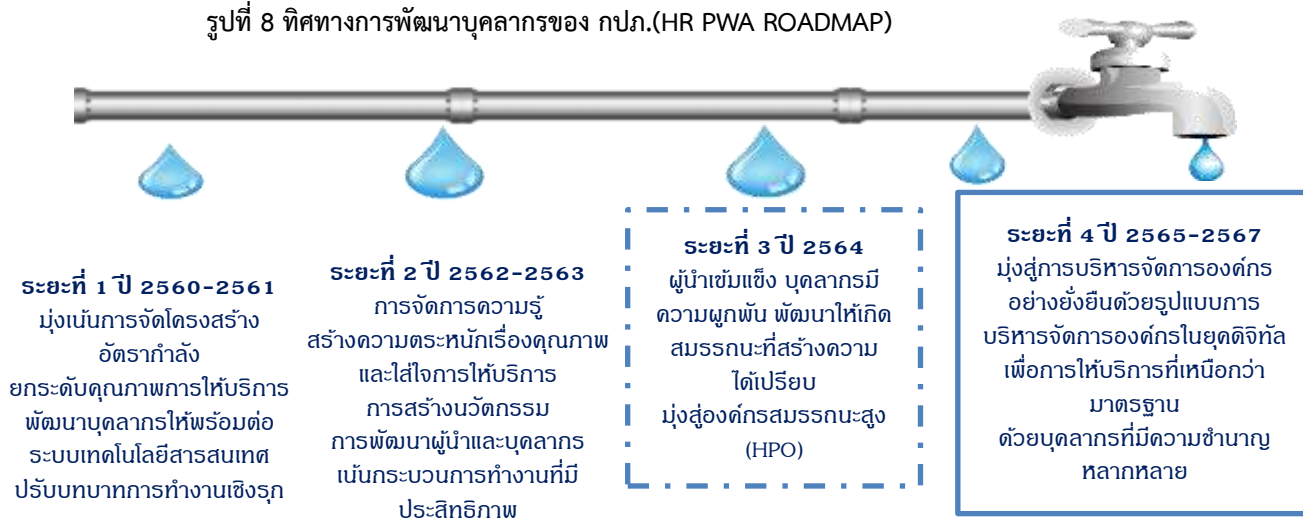 รูปที่ 8 ทิศทางการพัฒนาบุคลากรของ กปภ.(HR PWA ROADMAP)
ระยะที่ 1 ปี 2560-2561
มุ่งเน้นการจัดโครงสร้าง
อัตรากำลัง
ยกระดับคุณภาพการให้บริการ
พัฒนาบุคลากรให้พร้อมต่อ
ระบบเทคโนโลยีสารสนเทศ
ปรับบทบาทการทำงานเชิงรุก
ระยะที่ 2 ปี 2562-2563
การจัดการความรู้
สร้างความตระหนักเรื่องคุณภาพ
และใส่ใจการให้บริการ
การสร้างนวัตกรรม
การพัฒนาผู้นำและบุคลากร
เน้นกระบวนการทำงานที่มี
ประสิทธิภาพ
ระยะที่ 3 ปี 2564
ผู้นำเข้มแข็ง บุคลากรมี
ความผูกพัน พัฒนาให้เกิด
สมรรถนะที่สร้างความ
ได้เปรียบ
มุ่งสู่องค์กรสมรรถนะสูง
(HPO)
ระยะที่ 4 ปี 2565-2567
มุ่งสู่การบริหารจัดการองค์กร
อย่างยั่งยืนด้วยรูปแบบการ
บริหารจัดการองค์กรในยุคดิจิทัล
เพื่อการให้บริการที่เหนือกว่า
มาตรฐาน
ด้วยบุคลากรที่มีความชำนาญ
หลากหลาย